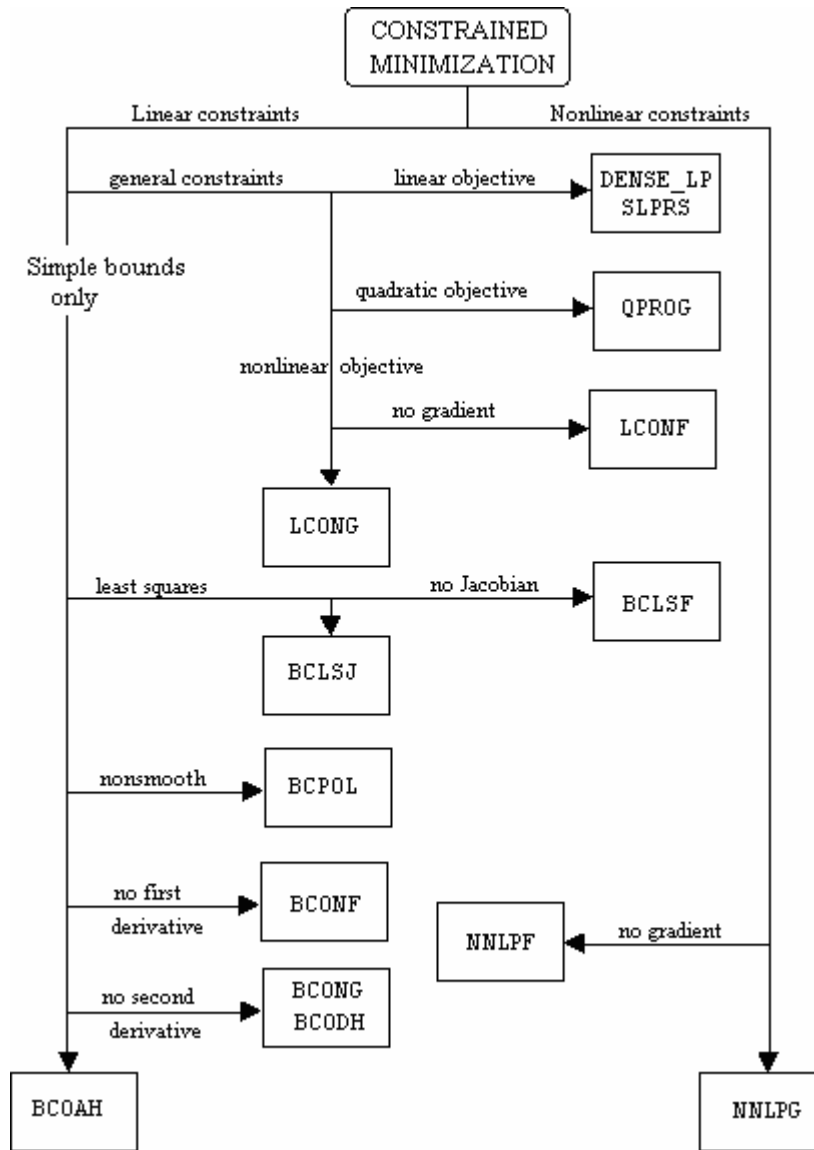 CONSTRAINED
MINIMIZATION
Linear constraints
Nonlinear constraints
general constraints
linear objective
DENSE_LP
SLPRS
Simple bounds
only
quadratic objective
QPROG
nonlinear objective
no gradient
LCONF
LCONG
least squares
no Jacobian
BCLSF
BCLSJ
nonsmooth
BCPOL
no first
derivative
BCONF
NNLPF
no gradient
no second
derivative
BCONG
BCODH
BCOAH
NNLPG